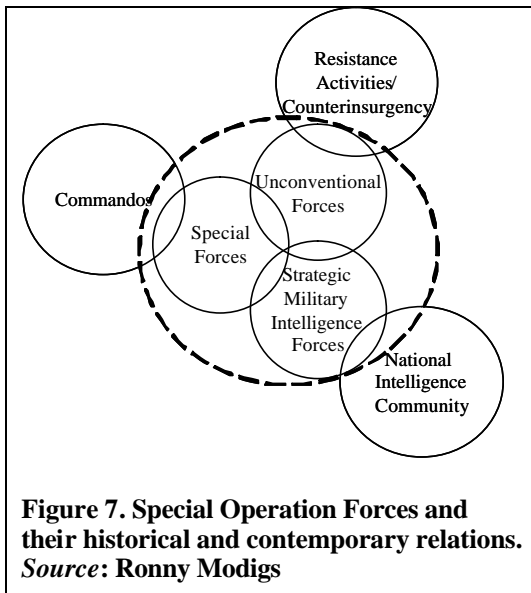 Resistance
Activities/
Counterinsurgency
Commandos
Unconventional
Forces
Special
Forces
Strategic
Military
Intelligence
Forces
National
Intelligence
Community
Figure 7. Special Operation Forces and
their historical and contemporary relations.
Source: Ronny Modigs